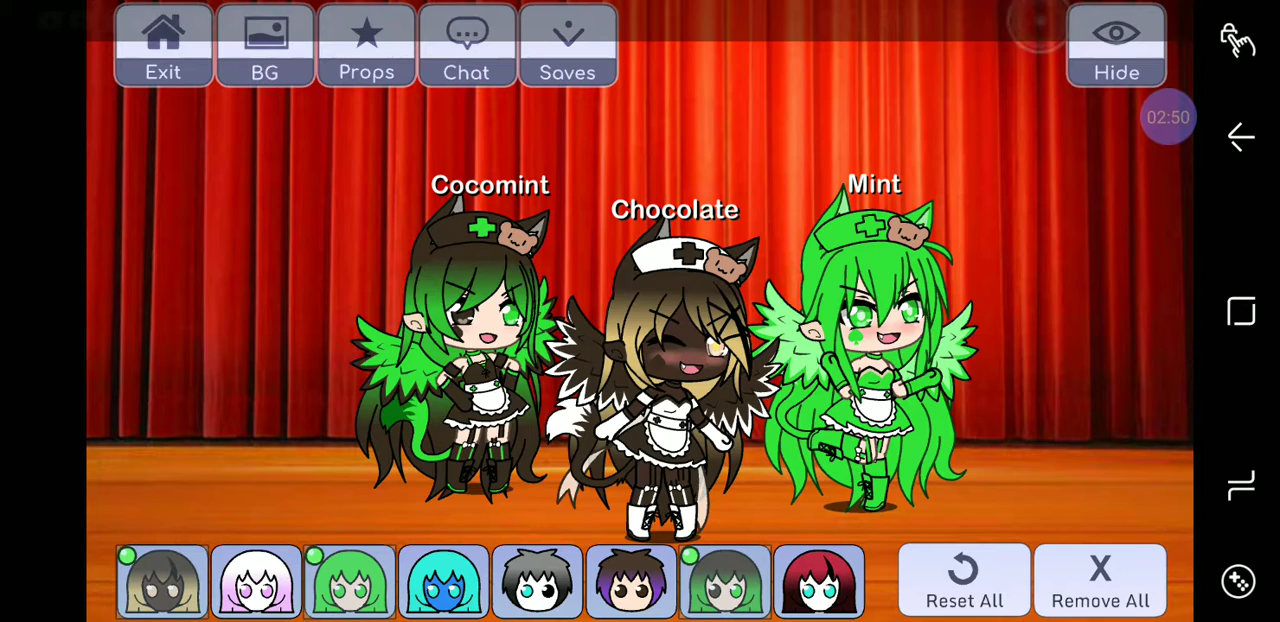 Exit
BG
Props
Chat
Saves
Hide
02:50
Cocomint
Chocolate
Mint
Reset All
Remove All